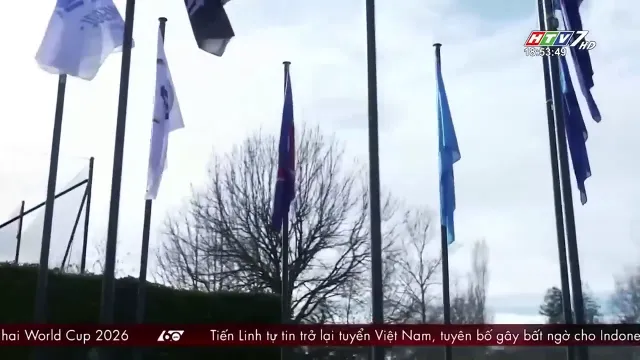 HTV7 HD
18:53:49
hai World Cup 2026
60 Tiến Linh tự tin trở lại tuyển Việt Nam, tuyên bố gây bất ngờ cho Indone